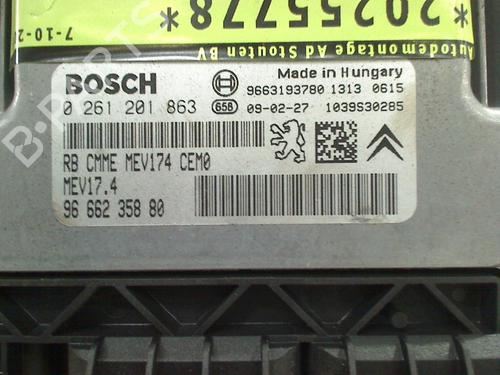 *20255778*
7-10-2
Autodemontage Ad Stouten BV
BOSCH
Made in Hungary
9663193780 1313 0615
0 261 201 863
658
09-02-27 1039S30285
RB CMME MEV174 CEM0
MEV17.4
96 662 358 80
B-PARTS